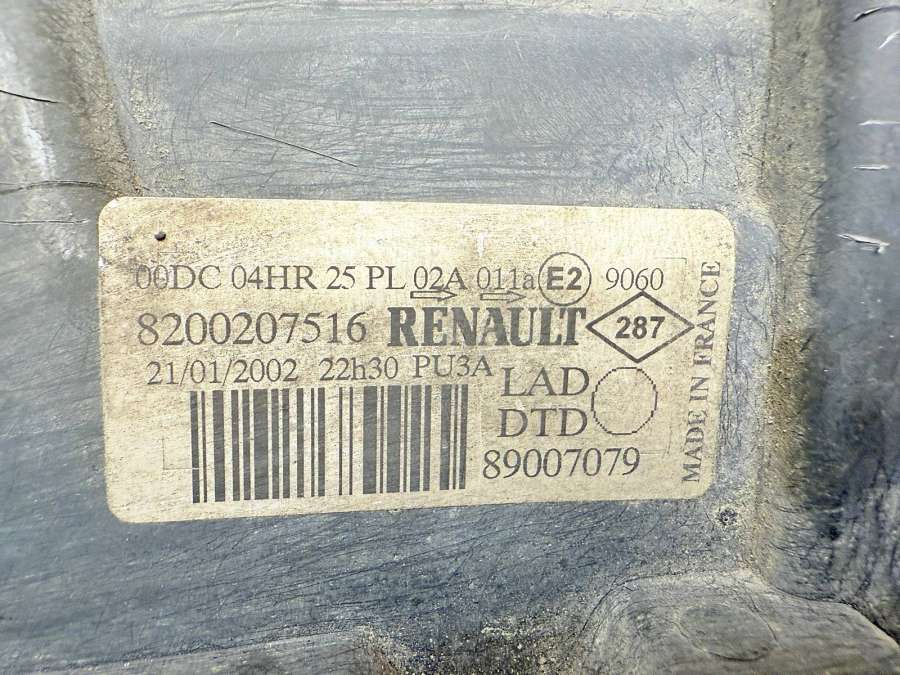 00DC 04HR 25 PL 02A 011a E2 9060
8200207516 RENAULT 287
21/01/2002 22h30 PU3A
LAD
DTD
89007079
MADE IN FRANCE